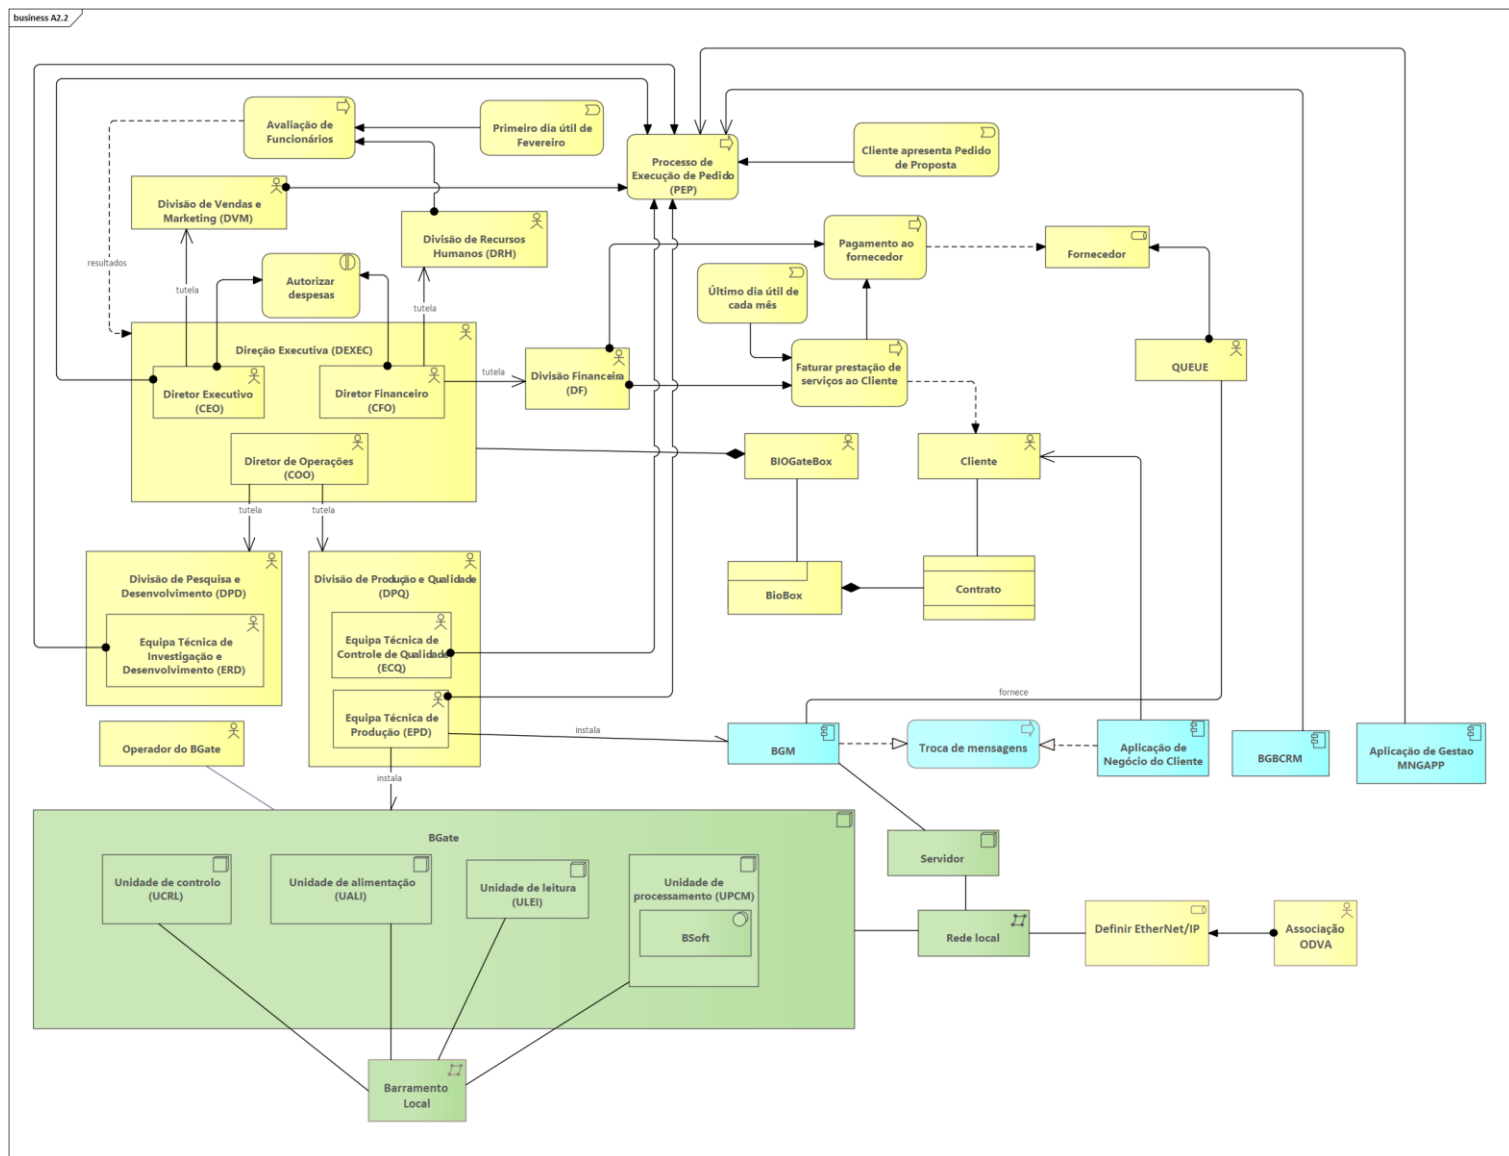 business A2.2
Avaliação de
Funcionários
Primeiro dia útil de
Fevereiro
Processo de
Execução de Pedido
(PEP)
Cliente apresenta Pedido
de Proposta
Divisão de Vendas e
Marketing (DVM)
Divisão de Recursos
Humanos (DRH)
Pagamento ao
fornecedor
Fornecedor
resultados
tutela
Autorizar
despesas
tutela
Último dia útil de
cada mês
Direção Executiva (DEXEC)
Diretor Executivo
(CEO)
Diretor Financeiro
(CFO)
tutela
Divisão Financeira
(DF)
Faturar prestação de
serviços ao Cliente
QUEUE
Diretor de Operações
(COO)
BIOGateBox
Cliente
tutela
tutela
Divisão de Pesquisa e
Desenvolvimento (DPD)
Divisão de Produção e Qualidade
(DPQ)
BioBox
Contrato
Equipa Técnica de
Investigação e
Desenvolvimento (ERD)
Equipa Técnica de
Controle de Qualidade
(ECQ)
Equipa Técnica de
Produção (EPD)
fornece
instala
Operador do BGate
BGM
Troca de mensagens
Aplicação de
Negócio do Cliente
BGBCRM
Aplicação de Gestao
MNGAPP
instala
BGate
Unidade de controlo
(UCRL)
Unidade de alimentação
(UALI)
Unidade de leitura
(ULEI)
Unidade de
processamento (UPCM)
BSoft
Servidor
Rede local
Definir EtherNet/IP
Associação
ODVA
Barramento
Local